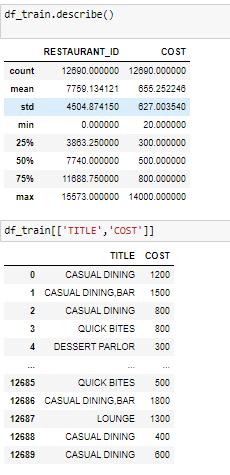 df_train.describe()
RESTAURANT_ID COST
count 12690.000000 12690.000000
mean 7759.134121 655.252246
std 4504.874150 627.003540
min 0.000000 20.000000
25% 3863.250000 300.000000
50% 7740.000000 500.000000
75% 11688.750000 800.000000
max 15573.000000 14000.000000
df_train[['TITLE','COST']]
TITLE COST
0 CASUAL DINING 1200
1 CASUAL DINING,BAR 1500
2 CASUAL DINING 800
3 QUICK BITES 800
4 DESSERT PARLOR 300
... ... ...
12685 QUICK BITES 500
12686 CASUAL DINING,BAR 1800
12687 LOUNGE 1300
12688 CASUAL DINING 400
12689 CASUAL DINING 600